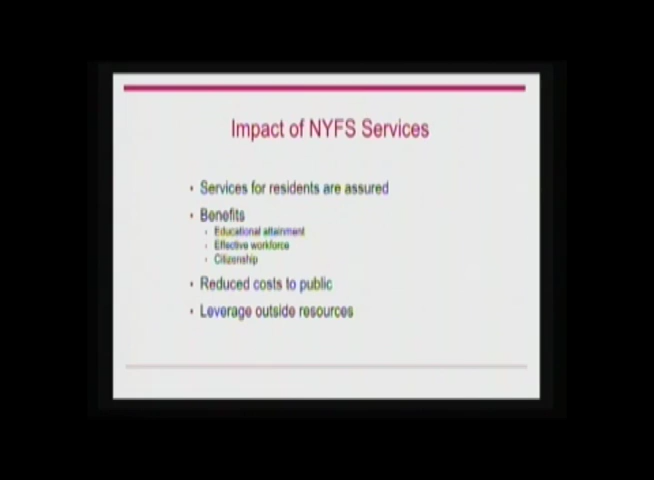 Impact of NYFS Services
• Services for residents are assured
• Benefits
• Educational attainment
• Effective workforce
• Citizenship
• Reduced costs to public
• Leverage outside resources